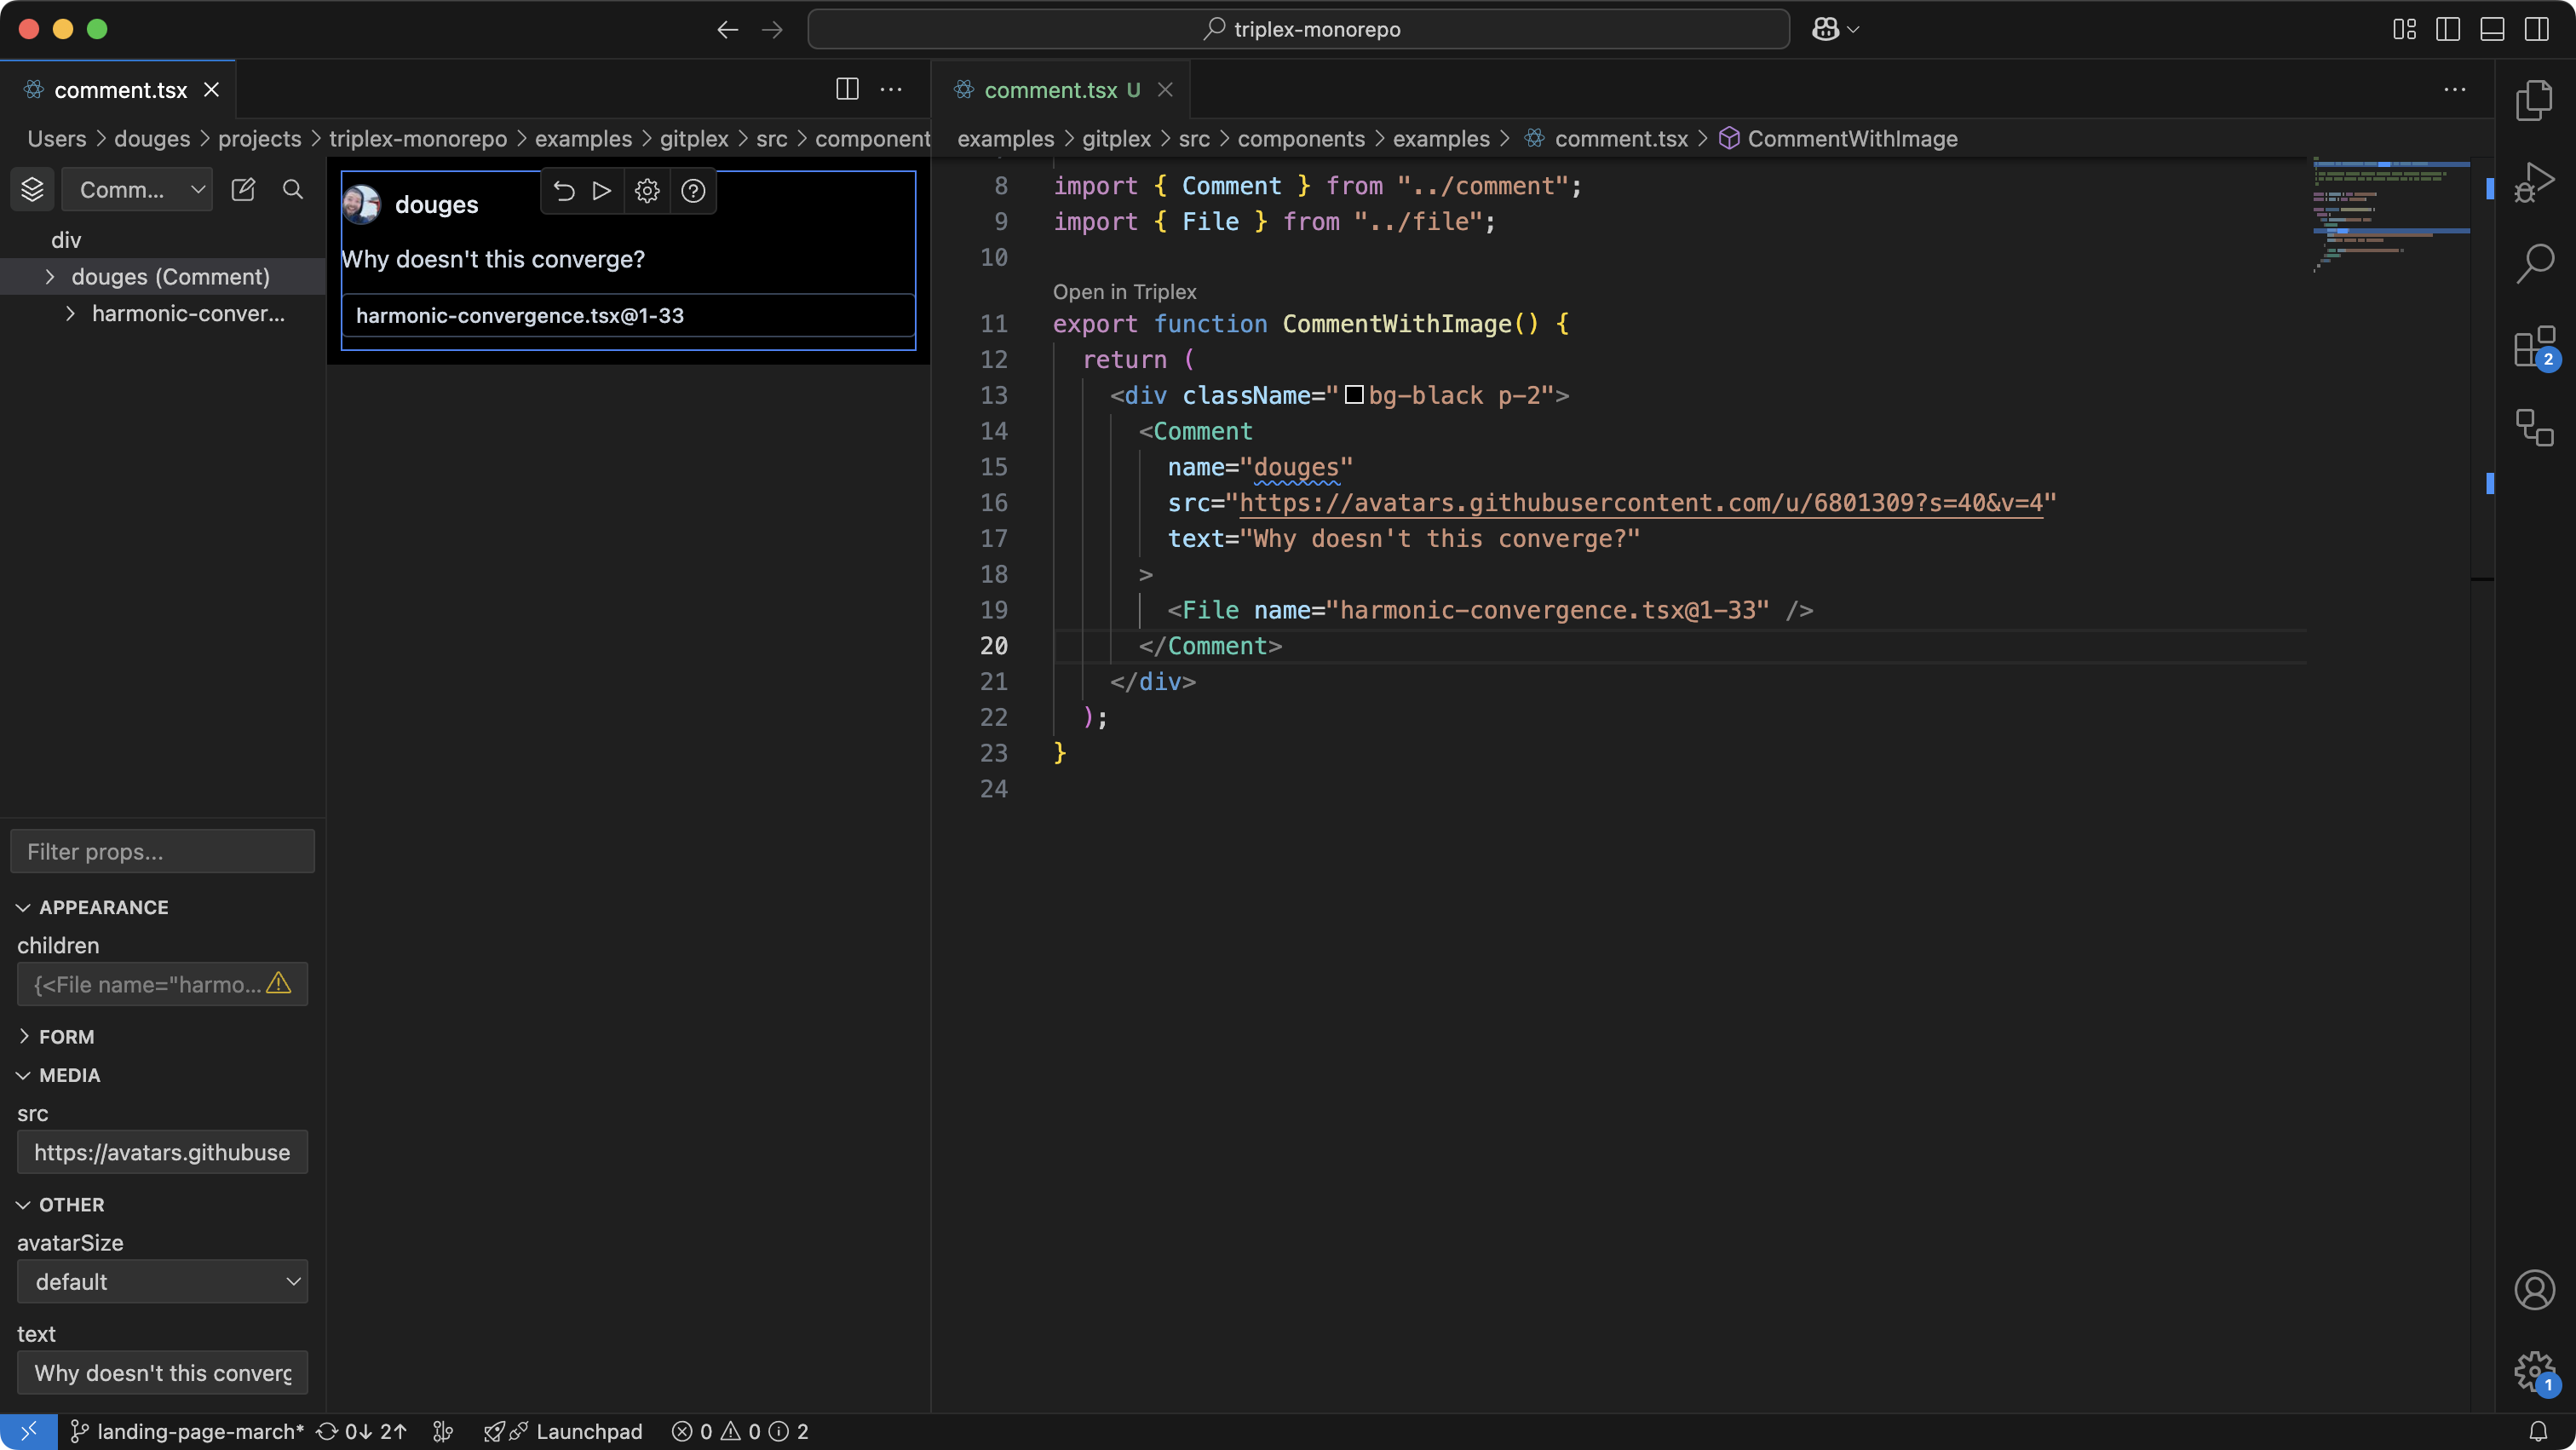 triplex-monorepo
comment.tsx
comment.tsx U
Users > douges > projects > triplex-monorepo > examples > gitplex > src > component
examples > gitplex > src > components > examples > comment.tsx > CommentWithImage
Comm...
div
douges (Comment)
harmonic-conver...
douges
Why doesn't this converge?
harmonic-convergence.tsx@1-33
Filter props...
APPEARANCE
children
{<File name="harmo...
FORM
MEDIA
src
https://avatars.githubuse
OTHER
avatarSize
default
text
Why doesn't this converg
8 import { Comment } from "../comment";
9 import { File } from "../file";
10
Open in Triplex
11 export function CommentWithImage() {
12 return (
13 <div className="bg-black p-2">
14 <Comment
15 name="douges"
16 src="https://avatars.githubusercontent.com/u/6801309?s=40&v=4"
17 text="Why doesn't this converge?"
18 >
19 <File name="harmonic-convergence.tsx@1-33" />
20 </Comment>
21 </div>
22 );
23 }
24
2
1
landing-page-march* 0↓ 2↑ Launchpad 0 0 2